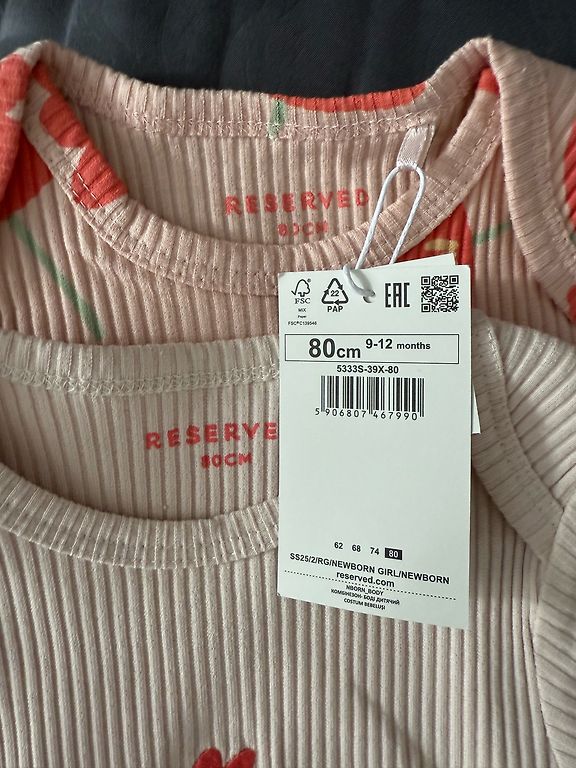 RESERVED
80CM
FSC
MIX
Paper
FSC® C139546
22
PAP
EAC
80cm 9-12 months
5333S-39X-80
5 906807 467990
RESERVE
80CM
62 68 74 80
SS25/2/RG/NEWBORN GIRL/NEWBORN
reserved.com
NBORN_BODY
КОМБІНЕЗОН- БОДІ ДИТЯЧИЙ
COSTUM BEBELUȘI